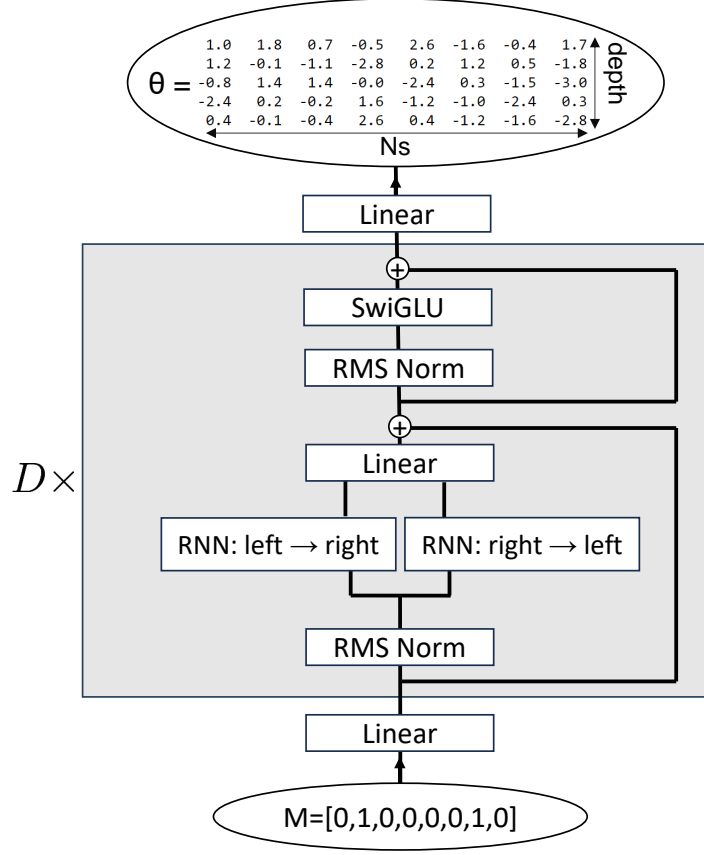 1.0 1.8 0.7 -0.5 2.6 -1.6 -0.4 1.7
1.2 -0.1 -1.1 -2.8 0.2 1.2 0.5 -1.8
θ = -0.8 1.4 1.4 -0.0 -2.4 0.3 -1.5 -3.0
-2.4 0.2 -0.2 1.6 -1.2 -1.0 -2.4 0.3
0.4 -0.1 -0.4 2.6 0.4 -1.2 -1.6 -2.8
depth
Ns
Linear
+
SwiGLU
RMS Norm
+
Linear
D×
RNN: left → right
RNN: right → left
RMS Norm
Linear
M=[0,1,0,0,0,0,1,0]